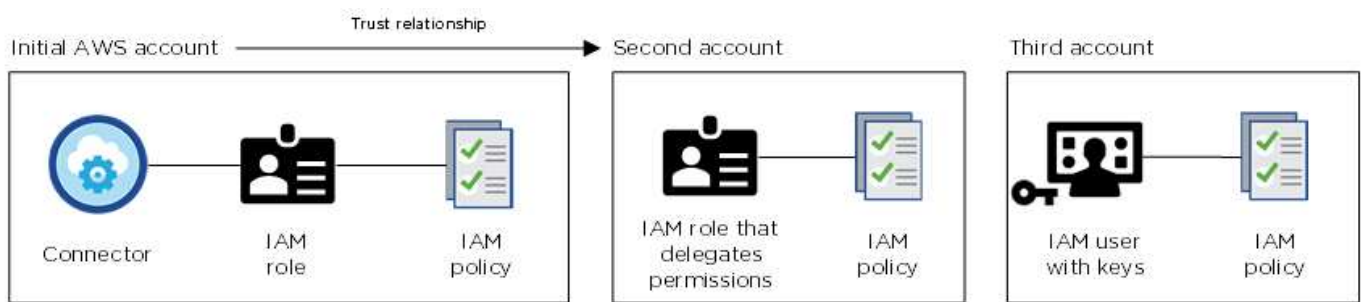 Trust relationship
Initial AWS account
Second account
Third account
Connector
IAM
role
IAM
policy
IAM role that
delegates
permissions
IAM
policy
IAM user
with keys
IAM
policy